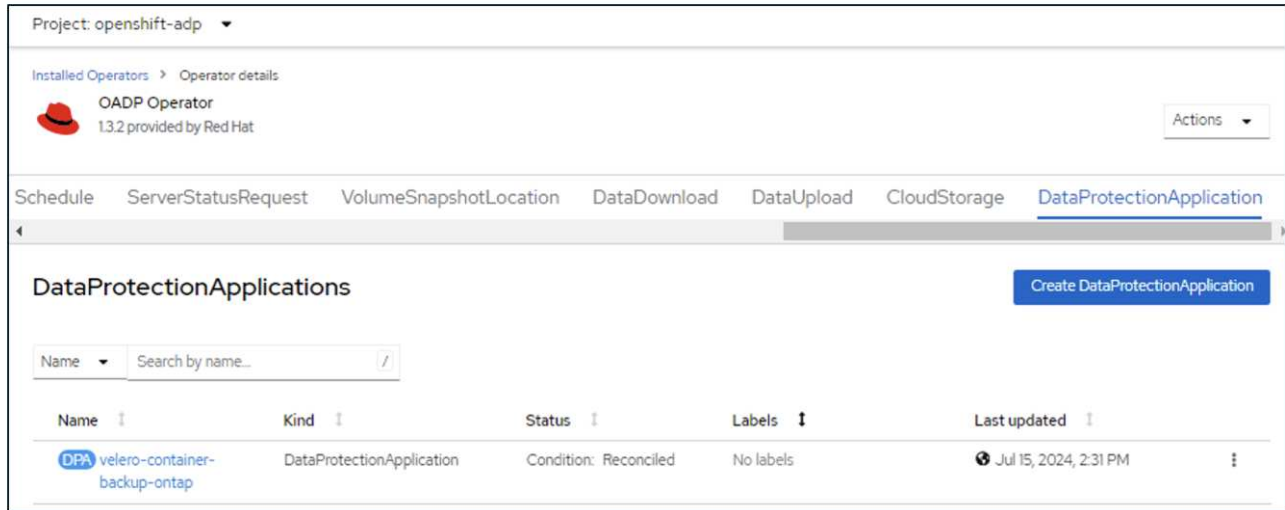 Project: openshift-adp
Installed Operators > Operator details
OADP Operator
1.3.2 provided by Red Hat
Actions
Schedule ServerStatusRequest VolumeSnapshotLocation DataDownload DataUpload CloudStorage DataProtectionApplication
DataProtectionApplications
Create DataProtectionApplication
Name Search by name... /
Name Kind Status Labels Last updated
DPA velero-container- DataProtectionApplication Condition: Reconciled No labels Jul 15, 2024, 2:31 PM
backup-ontap